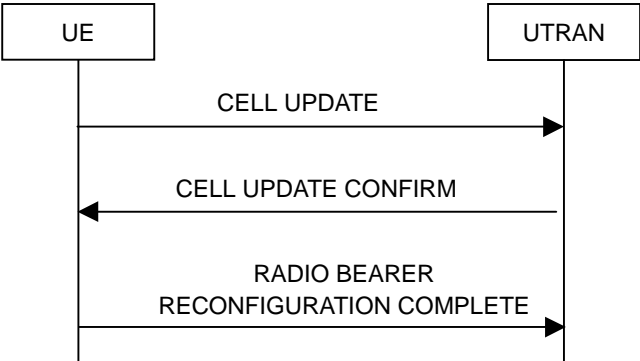 UE
UTRAN
CELL UPDATE
CELL UPDATE CONFIRM
RADIO BEARER
RECONFIGURATION COMPLETE